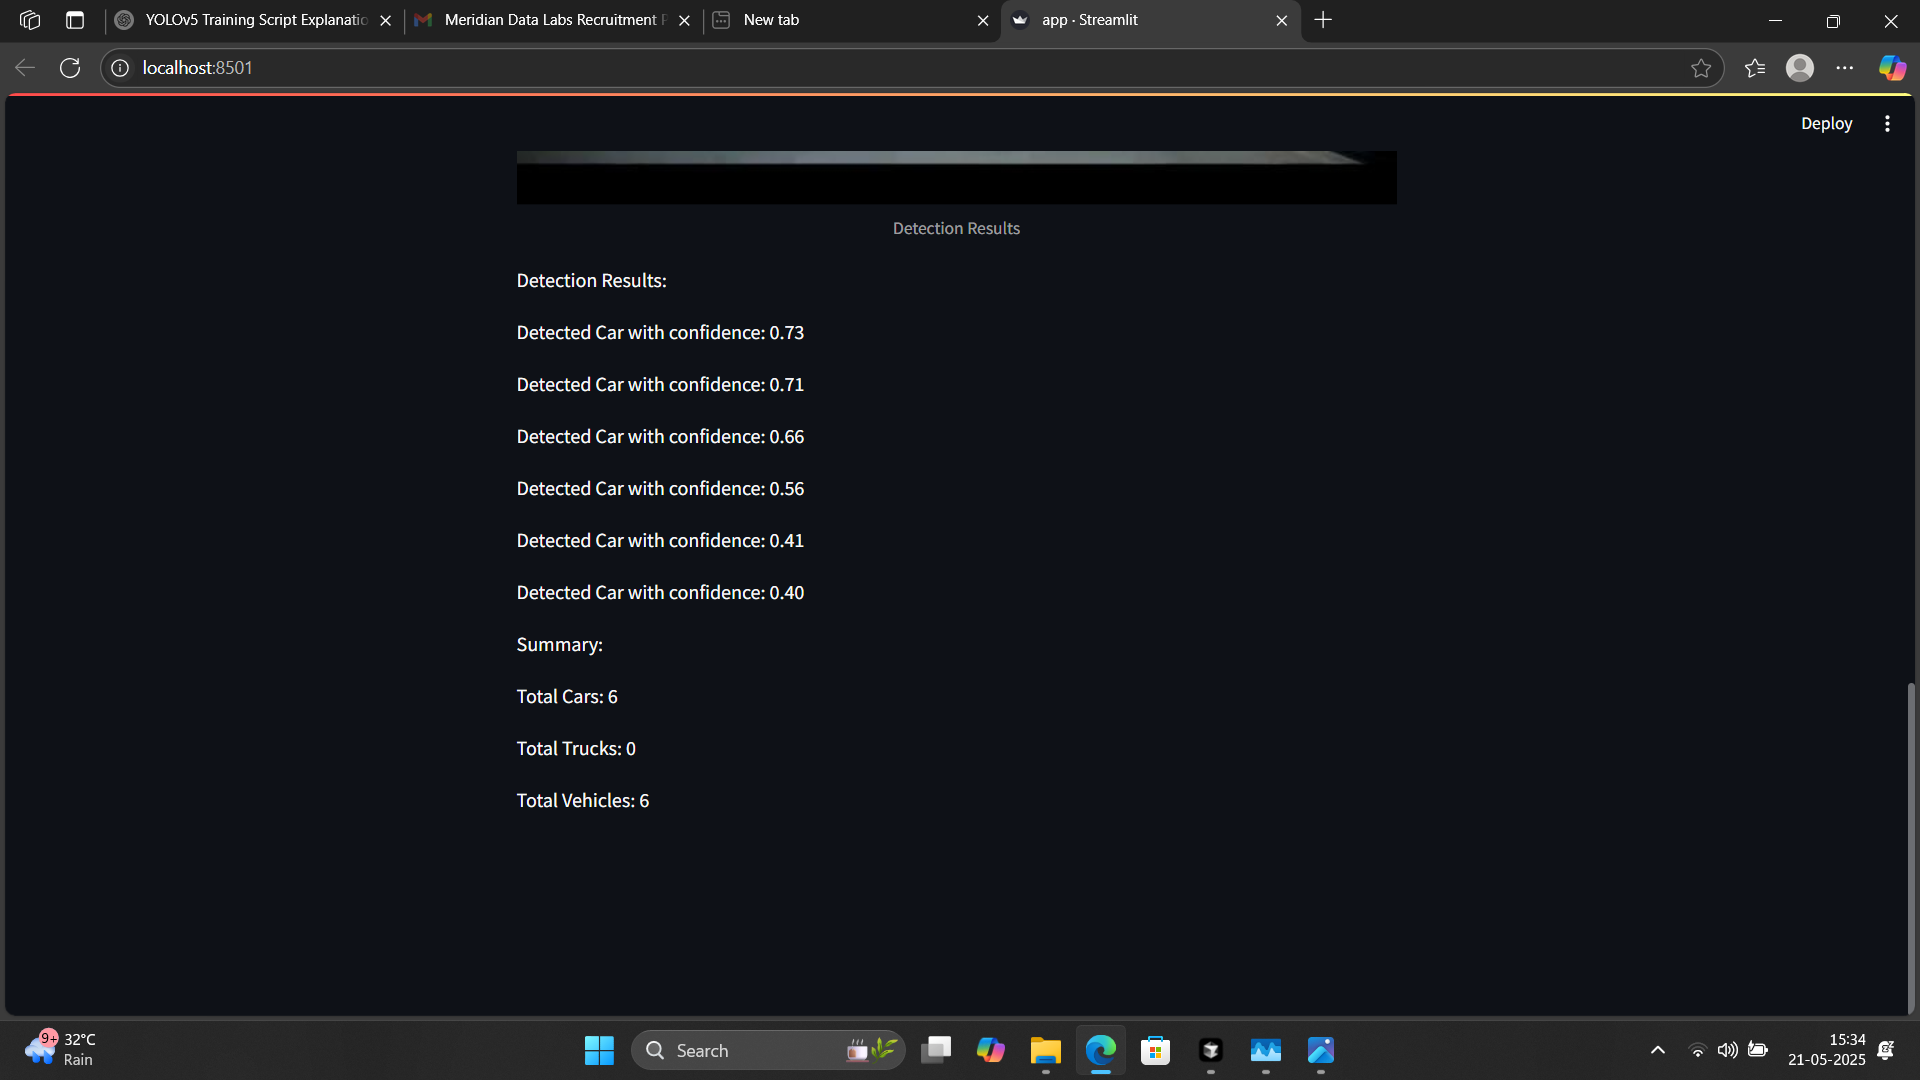 YOLOv5 Training Script Explanatio
Meridian Data Labs Recruitment P
New tab
app · Streamlit
localhost:8501
Deploy
Detection Results
Detection Results:
Detected Car with confidence: 0.73
Detected Car with confidence: 0.71
Detected Car with confidence: 0.66
Detected Car with confidence: 0.56
Detected Car with confidence: 0.41
Detected Car with confidence: 0.40
Summary:
Total Cars: 6
Total Trucks: 0
Total Vehicles: 6
9+
32°C
Rain
Search
15:34
21-05-2025